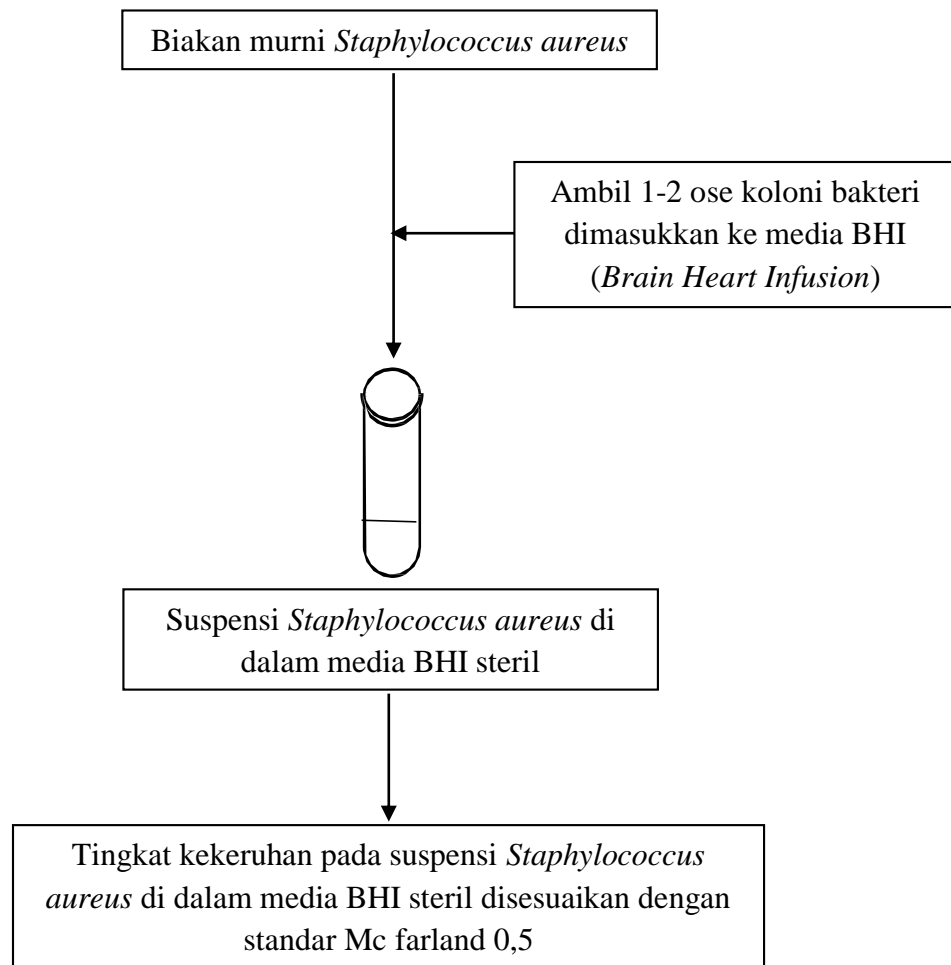 Biakan murni Staphylococcus aureus
Ambil 1-2 ose koloni bakteri
dimasukkan ke media BHI
(Brain Heart Infusion)
Suspensi Staphylococcus aureus di
dalam media BHI steril
Tingkat kekeruhan pada suspensi Staphylococcus
aureus di dalam media BHI steril disesuaikan dengan
standar Mc farland 0,5